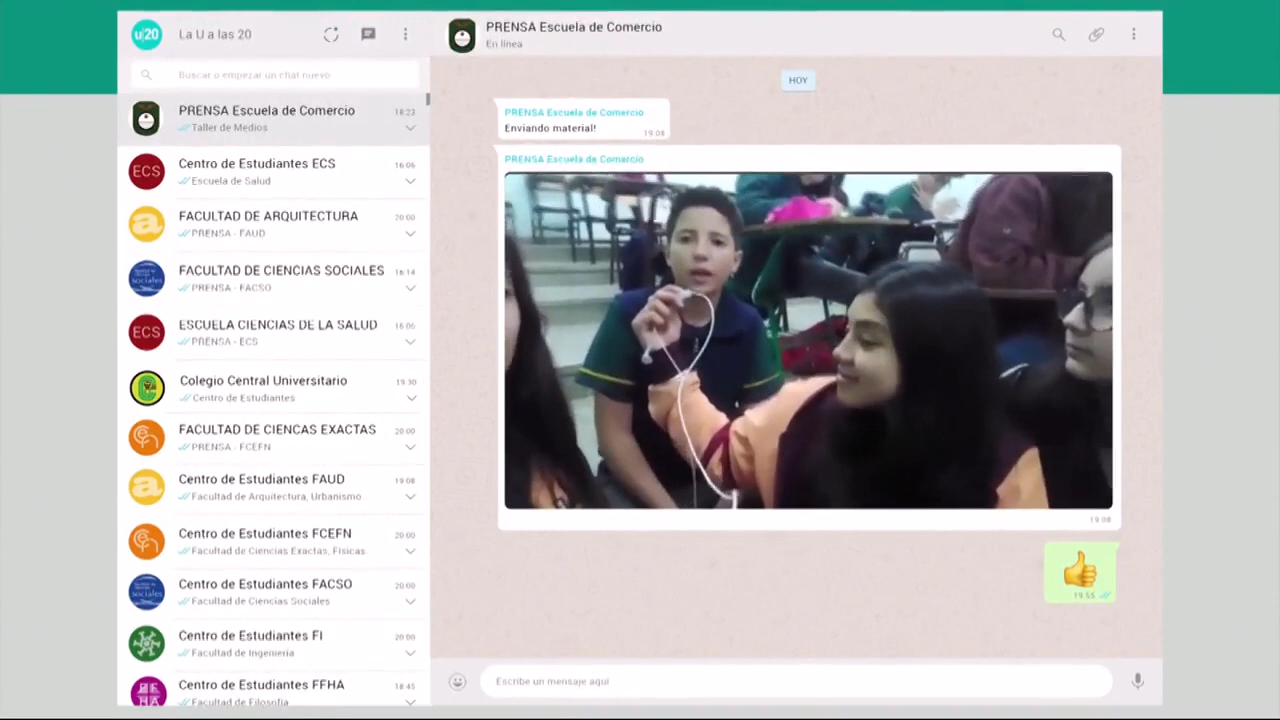 u|20
La U a las 20
Buscar o empezar un chat nuevo
PRENSA Escuela de Comercio
18:23
Taller de Medios
ECS
Centro de Estudiantes ECS
16:06
Escuela de Salud
a
FACULTAD DE ARQUITECTURA
20:00
PRENSA - FAUD
sociales
FACULTAD DE CIENCIAS SOCIALES
16:14
PRENSA - FACSO
ECS
ESCUELA CIENCIAS DE LA SALUD
16:06
PRENSA - ECS
Colegio Central Universitario
19:30
Centro de Estudiantes
FACULTAD DE CIENCAS EXACTAS
20:00
PRENSA - FCEFN
a
Centro de Estudiantes FAUD
19:08
Facultad de Arquitectura, Urbanismo
Centro de Estudiantes FCEFN
20:00
Facultad de Ciencias Exactas, Físicas
sociales
Centro de Estudiantes FACSO
20:00
Facultad de Ciencias Sociales
Centro de Estudiantes FI
20:00
Facultad de Ingenieria
Centro de Estudiantes FFHA
18:45
Facultad de Filosofía
PRENSA Escuela de Comercio
En línea
HOY
PRENSA Escuela de Comercio
Enviando material!
19:08
PRENSA Escuela de Comercio
19:08
19:55
Escribe un mensaje aquí